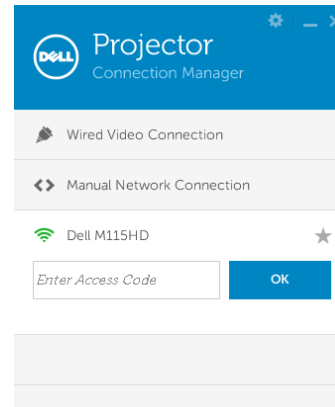 DELL
Projector
Connection Manager
Wired Video Connection
Manual Network Connection
Dell M115HD
Enter Access Code
OK